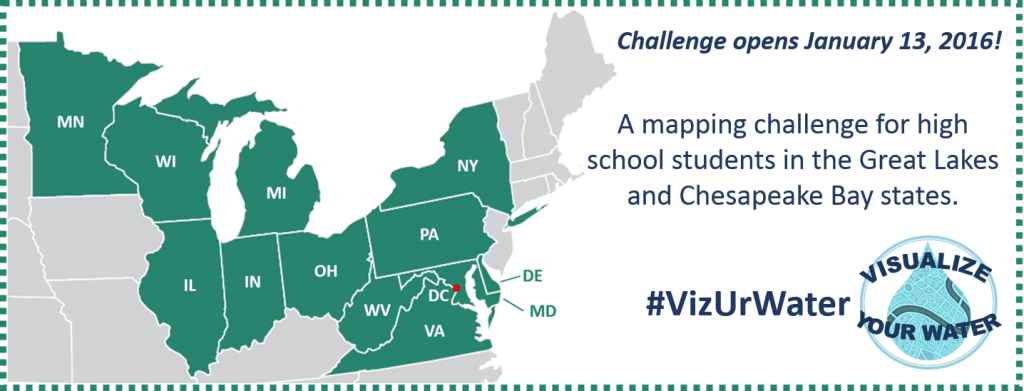 Challenge opens January 13, 2016!
A mapping challenge for high
school students in the Great Lakes
and Chesapeake Bay states.
#VizUrWater
VISUALIZE
YOUR WATER
MN
WI
MI
NY
PA
IL
IN
OH
WV
VA
DC
DE
MD